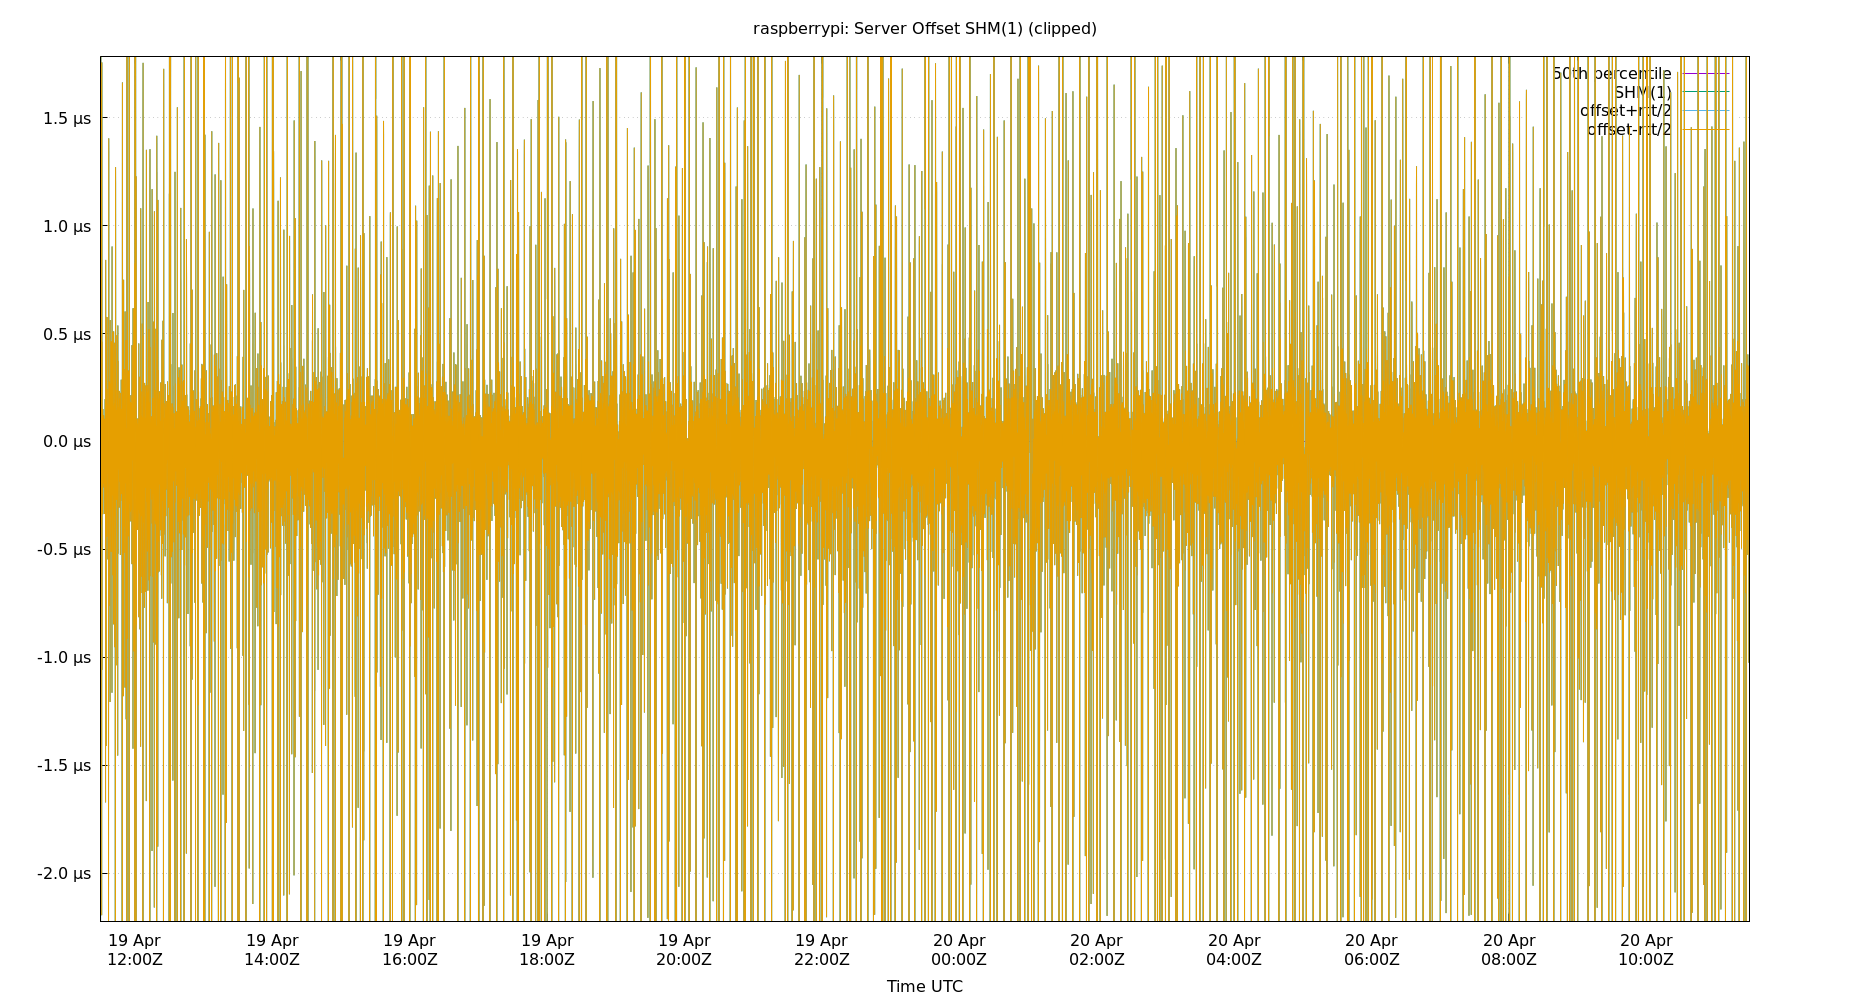 raspberrypi: Server Offset SHM(1) (clipped)
50th percentile
SHM(1)
offset+rtt/2
offset-rtt/2
1.5 µs
1.0 µs
0.5 µs
0.0 µs
-0.5 µs
-1.0 µs
-1.5 µs
-2.0 µs
19 Apr 19 Apr 19 Apr 19 Apr 19 Apr 19 Apr 20 Apr 20 Apr 20 Apr 20 Apr 20 Apr 20 Apr
12:00Z 14:00Z 16:00Z 18:00Z 20:00Z 22:00Z 00:00Z 02:00Z 04:00Z 06:00Z 08:00Z 10:00Z
Time UTC